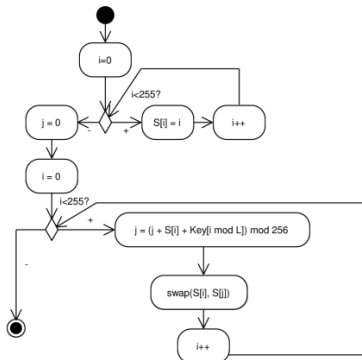 i=0
i<255?
j = 0
-
+
S[i] = i
i++
i = 0
i<255?
+
j = (j + S[i] + Key[i mod L]) mod 256
-
swap(S[i], S[j])
i++